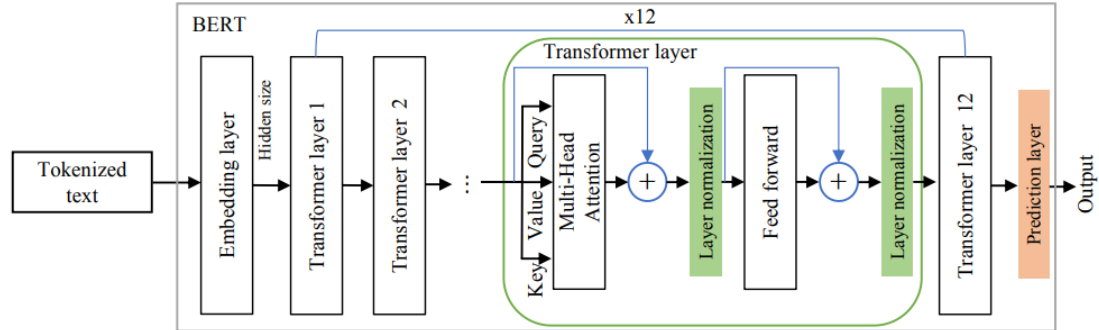 BERT
x12
Tokenized
text
Embedding layer
Hidden size
Transformer layer 1
Transformer layer 2
...
Transformer layer
Key
Value
Query
Multi-Head
Attention
+
Layer normalization
Feed forward
+
Layer normalization
Transformer layer 12
Prediction layer
Output